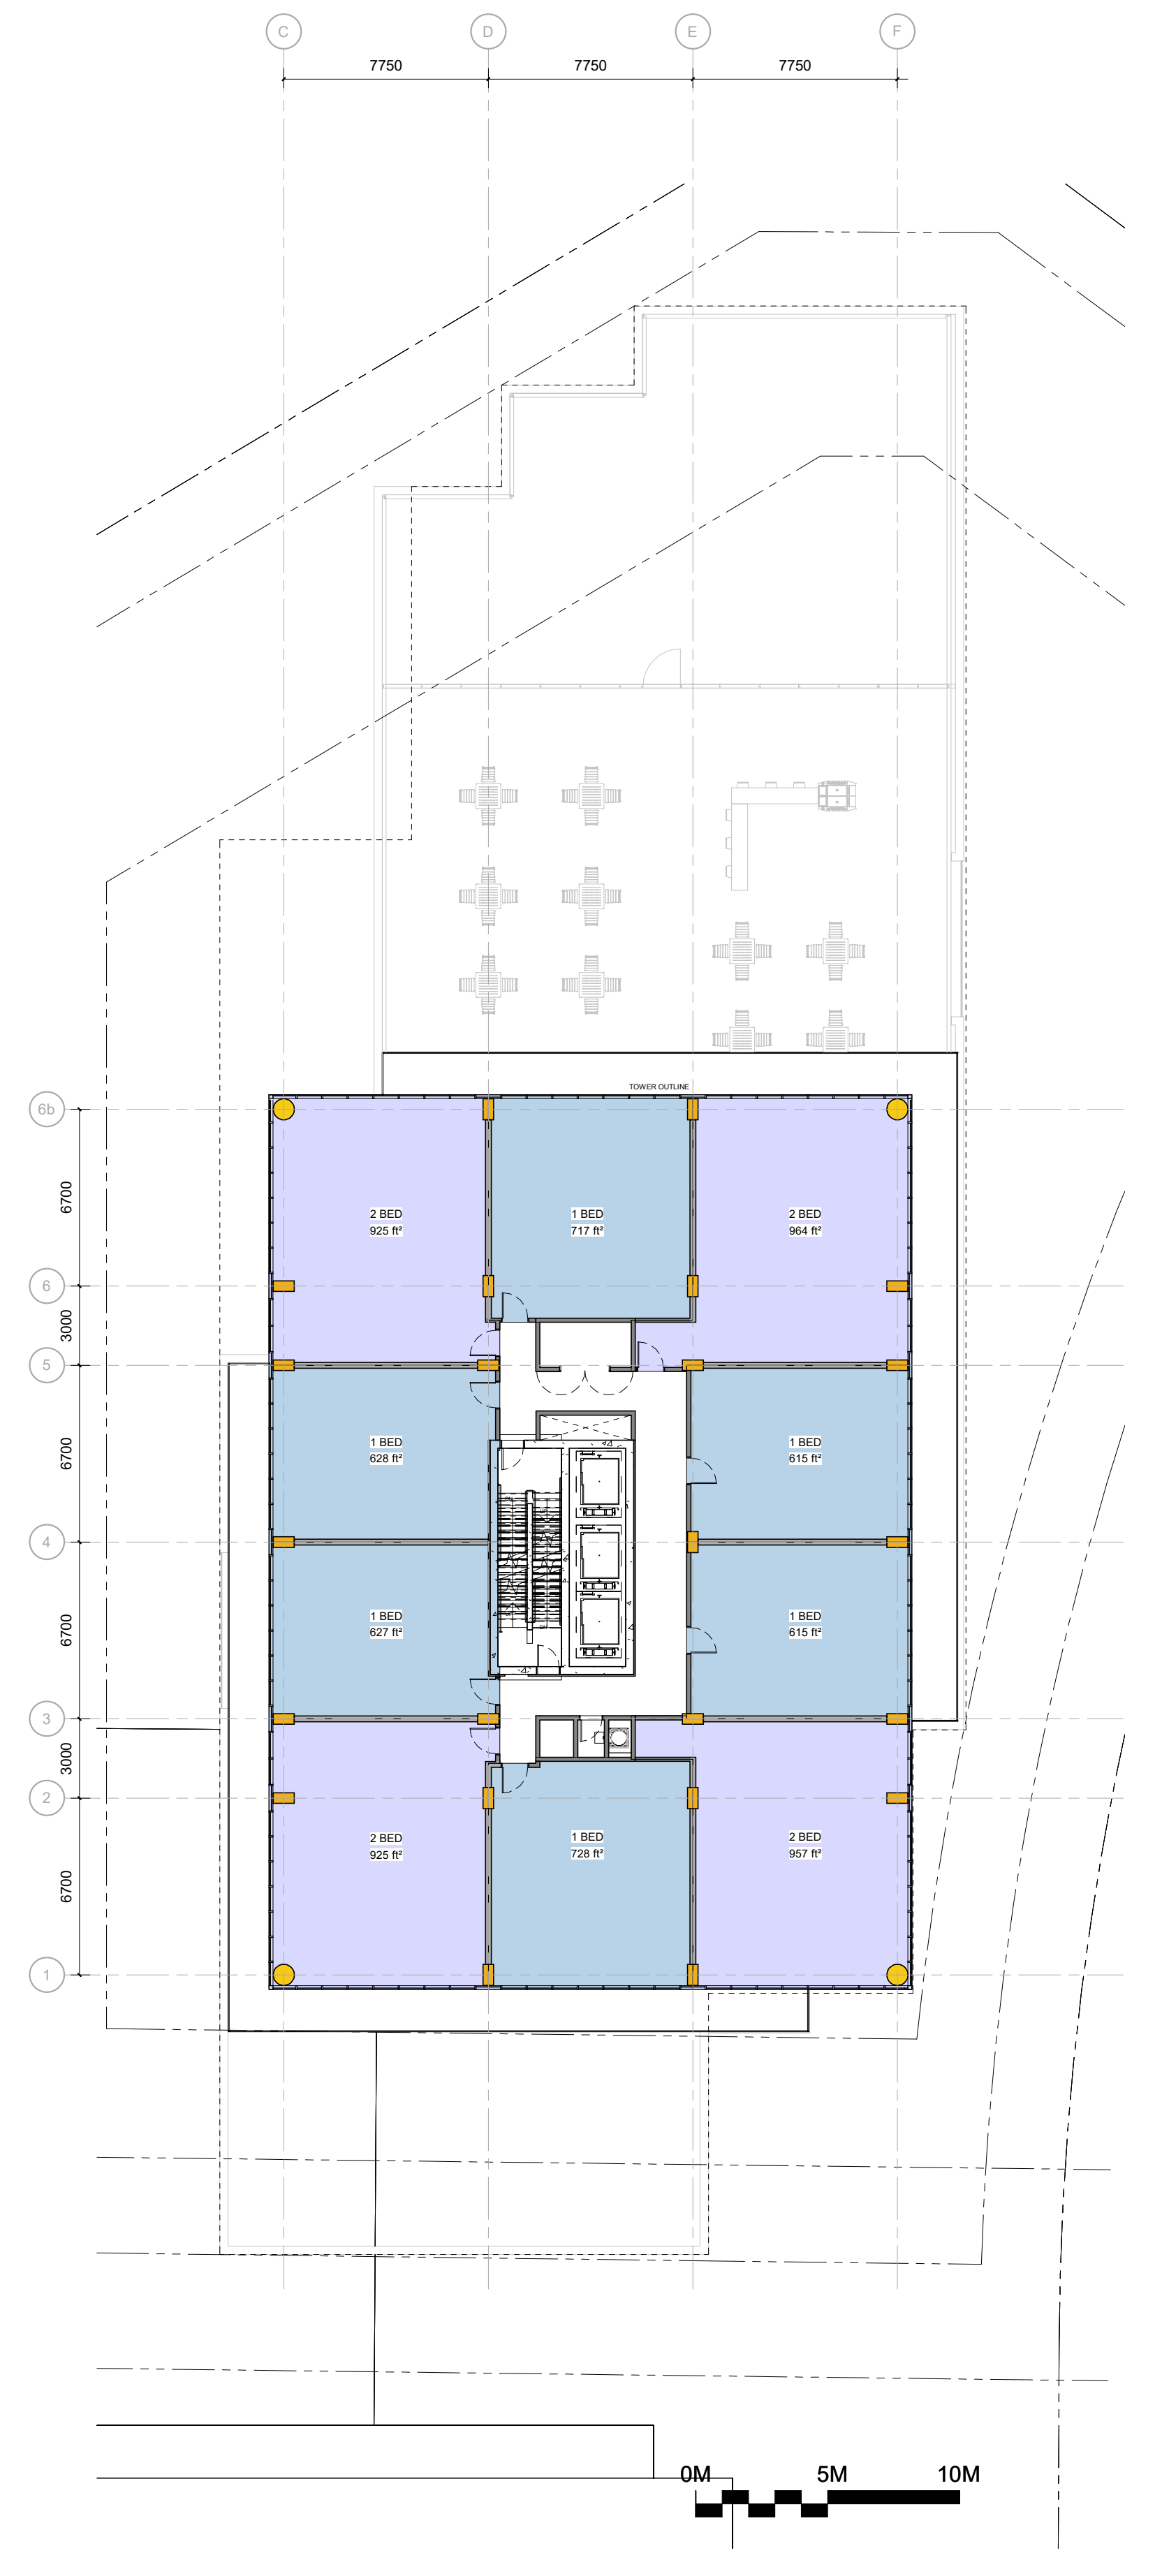 C D E F
7750 7750 7750
TOWER OUTLINE
6b
6700
2 BED
925 ft²
1 BED
717 ft²
2 BED
964 ft²
6
3000
5
6700
1 BED
628 ft²
1 BED
615 ft²
4
6700
1 BED
627 ft²
1 BED
615 ft²
3
3000
2
6700
2 BED
925 ft²
1 BED
728 ft²
2 BED
957 ft²
1
0M 5M 10M